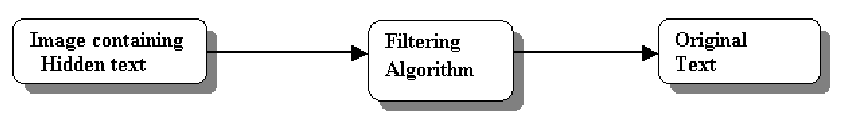 Image containing
Hidden text
Filtering
Algorithm
Original
Text